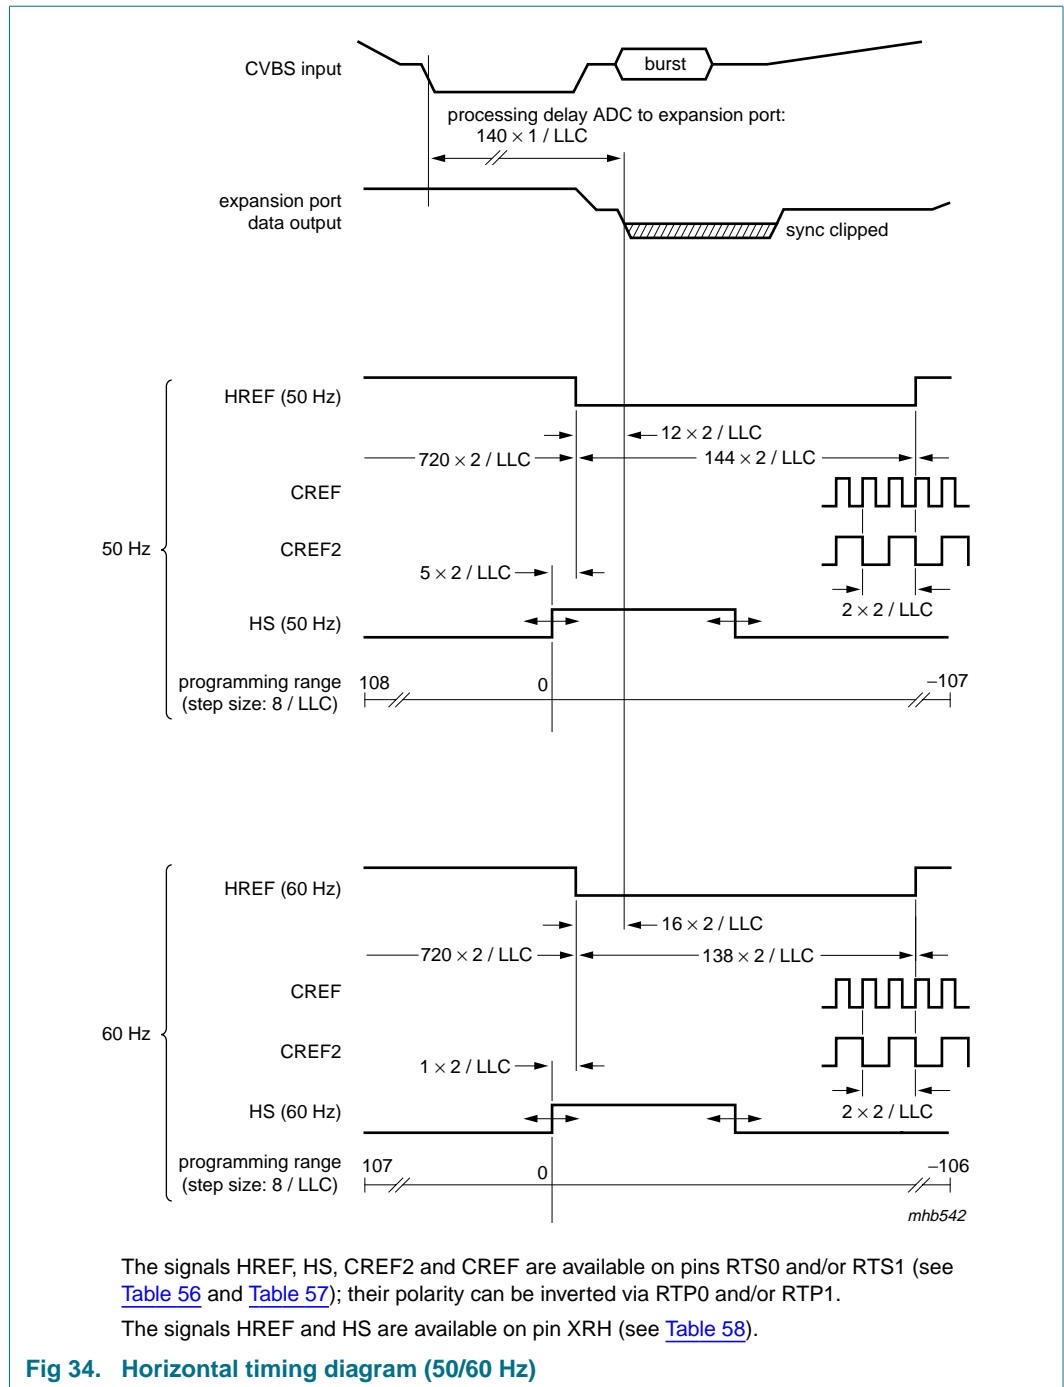 CVBS input
burst
processing delay ADC to expansion port:
140 × 1 / LLC
expansion port
data output
sync clipped
50 Hz
HREF (50 Hz)
12 × 2 / LLC
720 × 2 / LLC
144 × 2 / LLC
CREF
CREF2
5 × 2 / LLC
2 × 2 / LLC
HS (50 Hz)
programming range
(step size: 8 / LLC)
108
0
−107
60 Hz
HREF (60 Hz)
16 × 2 / LLC
720 × 2 / LLC
138 × 2 / LLC
CREF
CREF2
1 × 2 / LLC
2 × 2 / LLC
HS (60 Hz)
programming range
(step size: 8 / LLC)
107
0
−106
mhb542
The signals HREF, HS, CREF2 and CREF are available on pins RTS0 and/or RTS1 (see
Table 56 and Table 57); their polarity can be inverted via RTP0 and/or RTP1.
The signals HREF and HS are available on pin XRH (see Table 58).
Fig 34. Horizontal timing diagram (50/60 Hz)